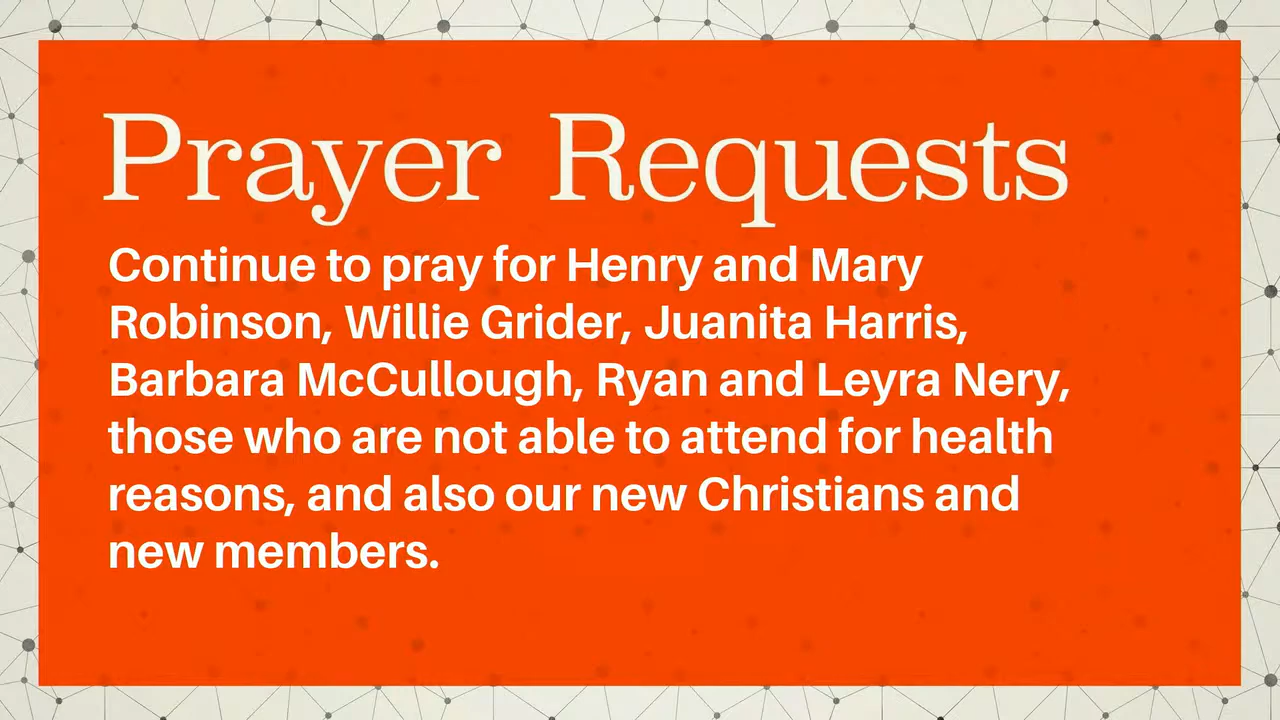 Prayer Requests
Continue to pray for Henry and Mary
Robinson, Willie Grider, Juanita Harris,
Barbara McCullough, Ryan and Leyra Nery,
those who are not able to attend for health
reasons, and also our new Christians and
new members.